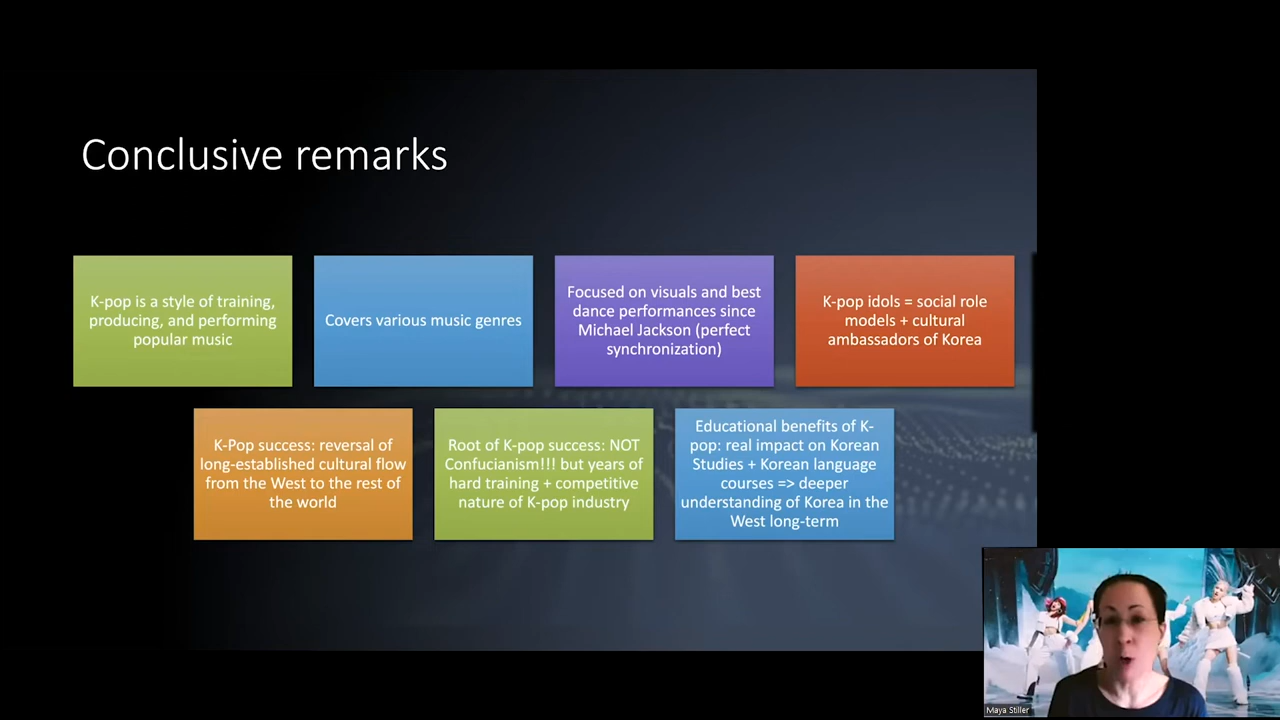 Conclusive remarks
K-pop is a style of training,
producing, and performing
popular music
Covers various music genres
Focused on visuals and best
dance performances since
Michael Jackson (perfect
synchronization)
K-pop idols = social role
models + cultural
ambassadors of Korea
K-Pop success: reversal of
long-established cultural flow
from the West to the rest of
the world
Root of K-pop success: NOT
Confucianism!!! but years of
hard training + competitive
nature of K-pop industry
Educational benefits of K-
pop: real impact on Korean
Studies + Korean language
courses => deeper
understanding of Korea in the
West long-term
Maya Stiller